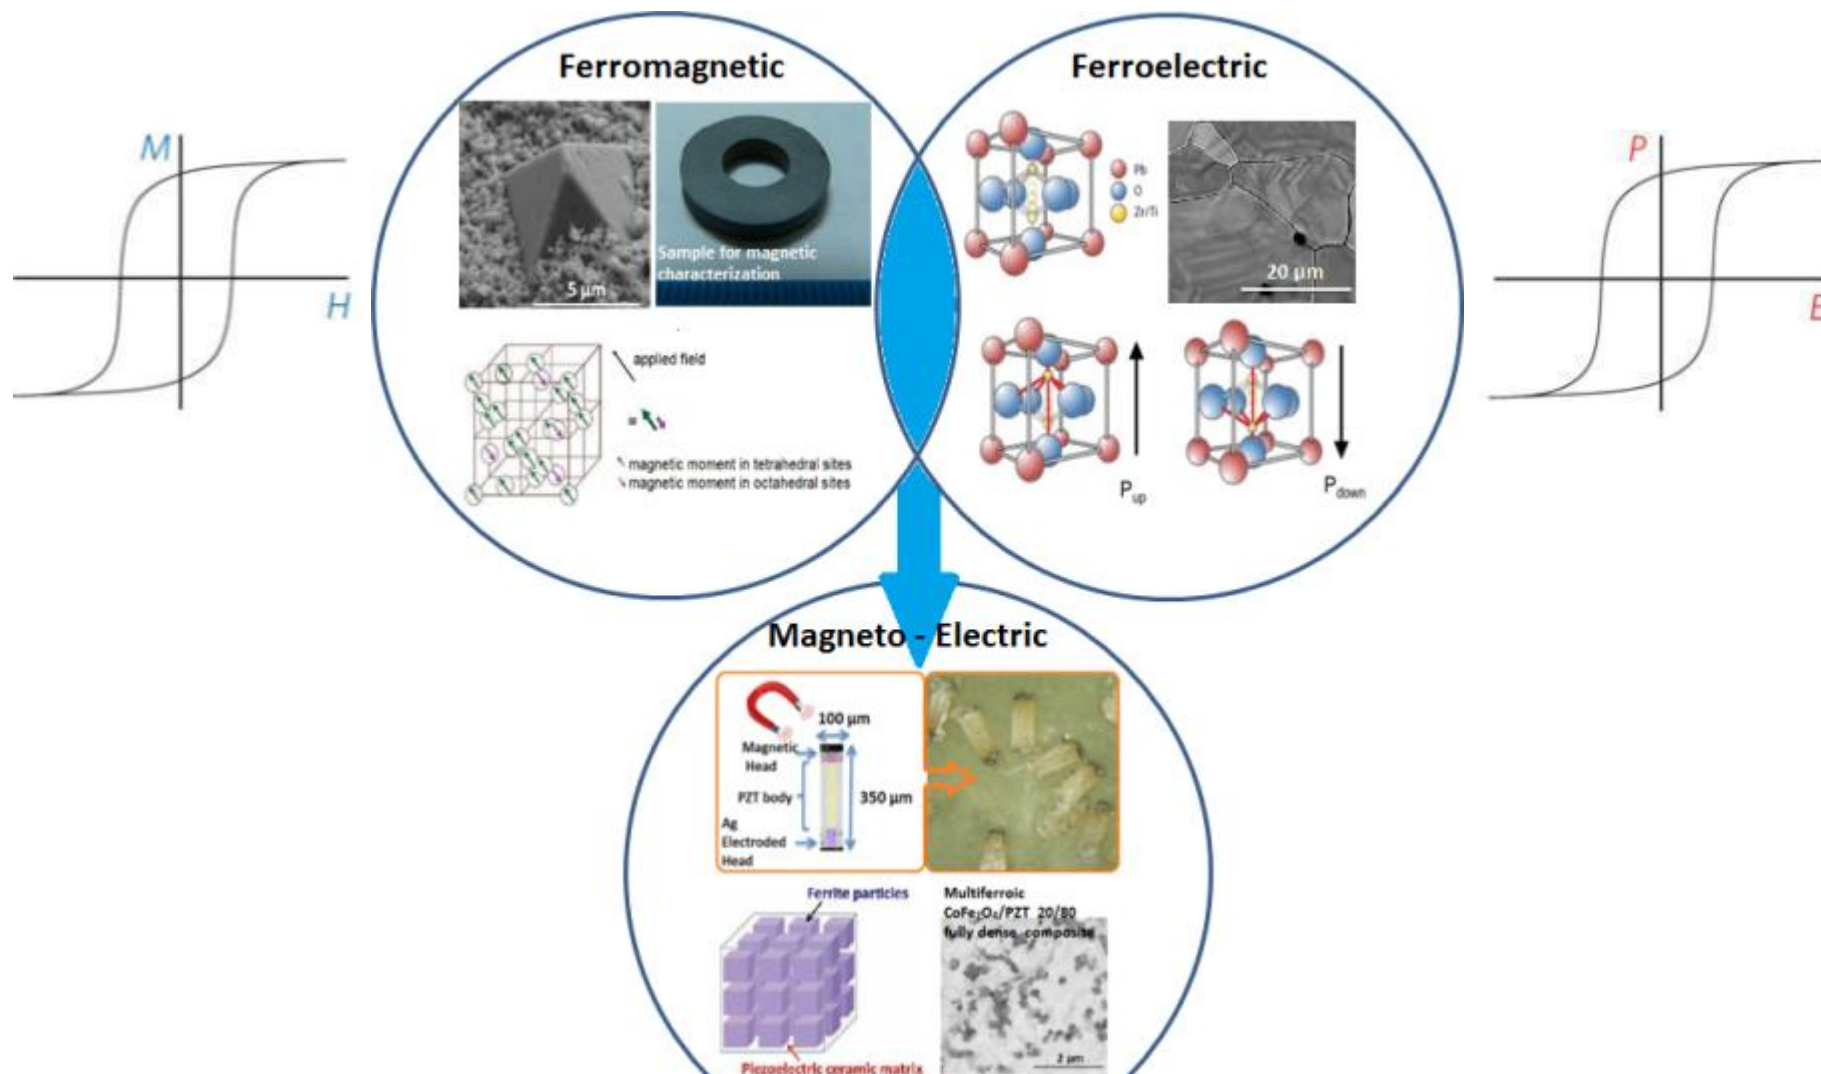 Ferromagnetic
Ferroelectric
M
H
Sample for magnetic
characterization
5 µm
applied field
=
magnetic moment in tetrahedral sites
magnetic moment in octahedral sites
Pb
O
Zr/Ti
20 µm
Pup
Pdown
P
E
Magneto - Electric
100 µm
Magnetic
Head
PZT body
350 µm
Ag
Electroded
Head
Ferrite particles
Piezoelectric ceramic matrix
Multiferroic
CoFe₂O₄/PZT 20/80
fully dense composite
2 µm